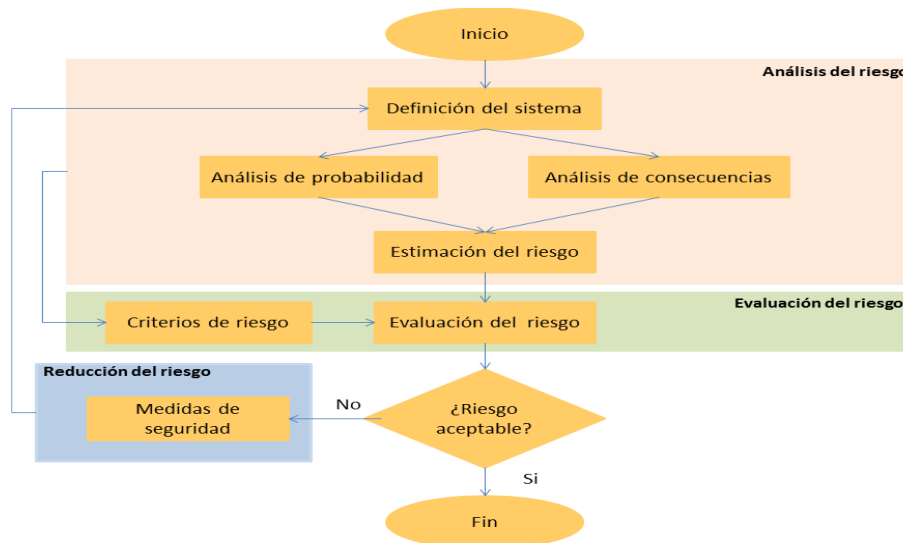 Inicio
Análisis del riesgo
Definición del sistema
Análisis de probabilidad
Análisis de consecuencias
Estimación del riesgo
Evaluación del riesgo
Criterios de riesgo
Evaluación del riesgo
Reducción del riesgo
Medidas de
seguridad
No
¿Riesgo
aceptable?
Si
Fin